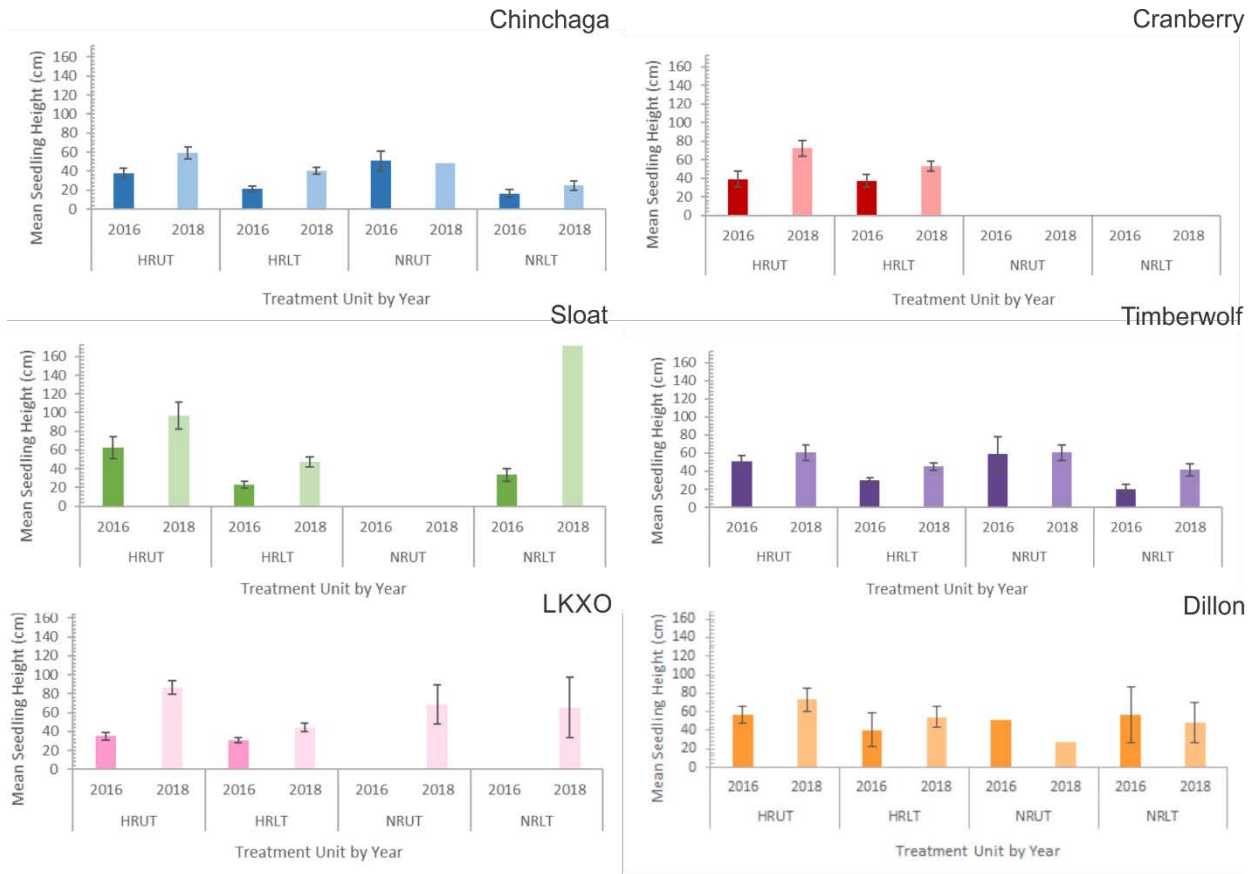 Chinchaga
Mean Seedling Height (cm)
160
140
120
100
80
60
40
20
0
2016 2018 2016 2018 2016 2018 2016 2018
HRUT HRLT NRUT NRLT
Treatment Unit by Year
Cranberry
Mean Seedling Height (cm)
160
140
120
100
80
60
40
20
0
2016 2018 2016 2018 2016 2018 2016 2018
HRUT HRLT NRUT NRLT
Treatment Unit by Year
Sloat
Mean Seedling Height (cm)
160
140
120
100
80
60
40
20
0
2016 2018 2016 2018 2016 2018 2016 2018
HRUT HRLT NRUT NRLT
Treatment Unit by Year
Timberwolf
Mean Seedling Height (cm)
160
140
120
100
80
60
40
20
0
2016 2018 2016 2018 2016 2018 2016 2018
HRUT HRLT NRUT NRLT
Treatment Unit by Year
LKXO
Mean Seedling Height (cm)
160
140
120
100
80
60
40
20
0
2016 2018 2016 2018 2016 2018 2016 2018
HRUT HRLT NRUT NRLT
Treatment Unit by Year
Dillon
Mean Seedling Height (cm)
160
140
120
100
80
60
40
20
0
2016 2018 2016 2018 2016 2018 2016 2018
HRUT HRLT NRUT NRLT
Treatment Unit by Year